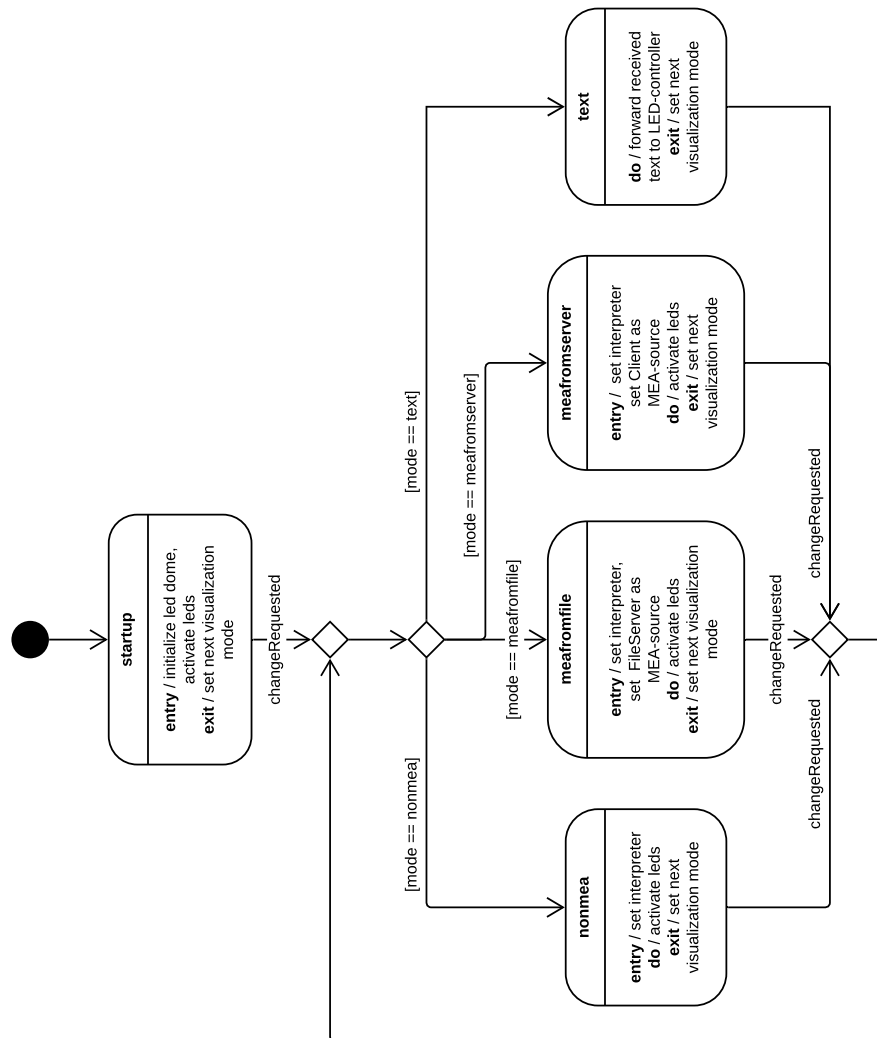 startup
entry / initialize led dome,
activate leds
exit / set next visualization
mode
changeRequested
[mode == text]
[mode == meafromserver]
[mode == meafromfile]
[mode == nonmea]
text
do / forward received
text to LED-controller
exit / set next
visualization mode
meafromserver
entry /  set interpreter
set Client as
MEA-source
do / activate leds
exit / set next
visualization mode
changeRequested
meafromfile
entry / set interpreter,
set  FileServer as
MEA-source
do / activate leds
exit / set next visualization
mode
changeRequested
nonmea
entry / set interpreter
do / activate leds
exit / set next
visualization mode
changeRequested